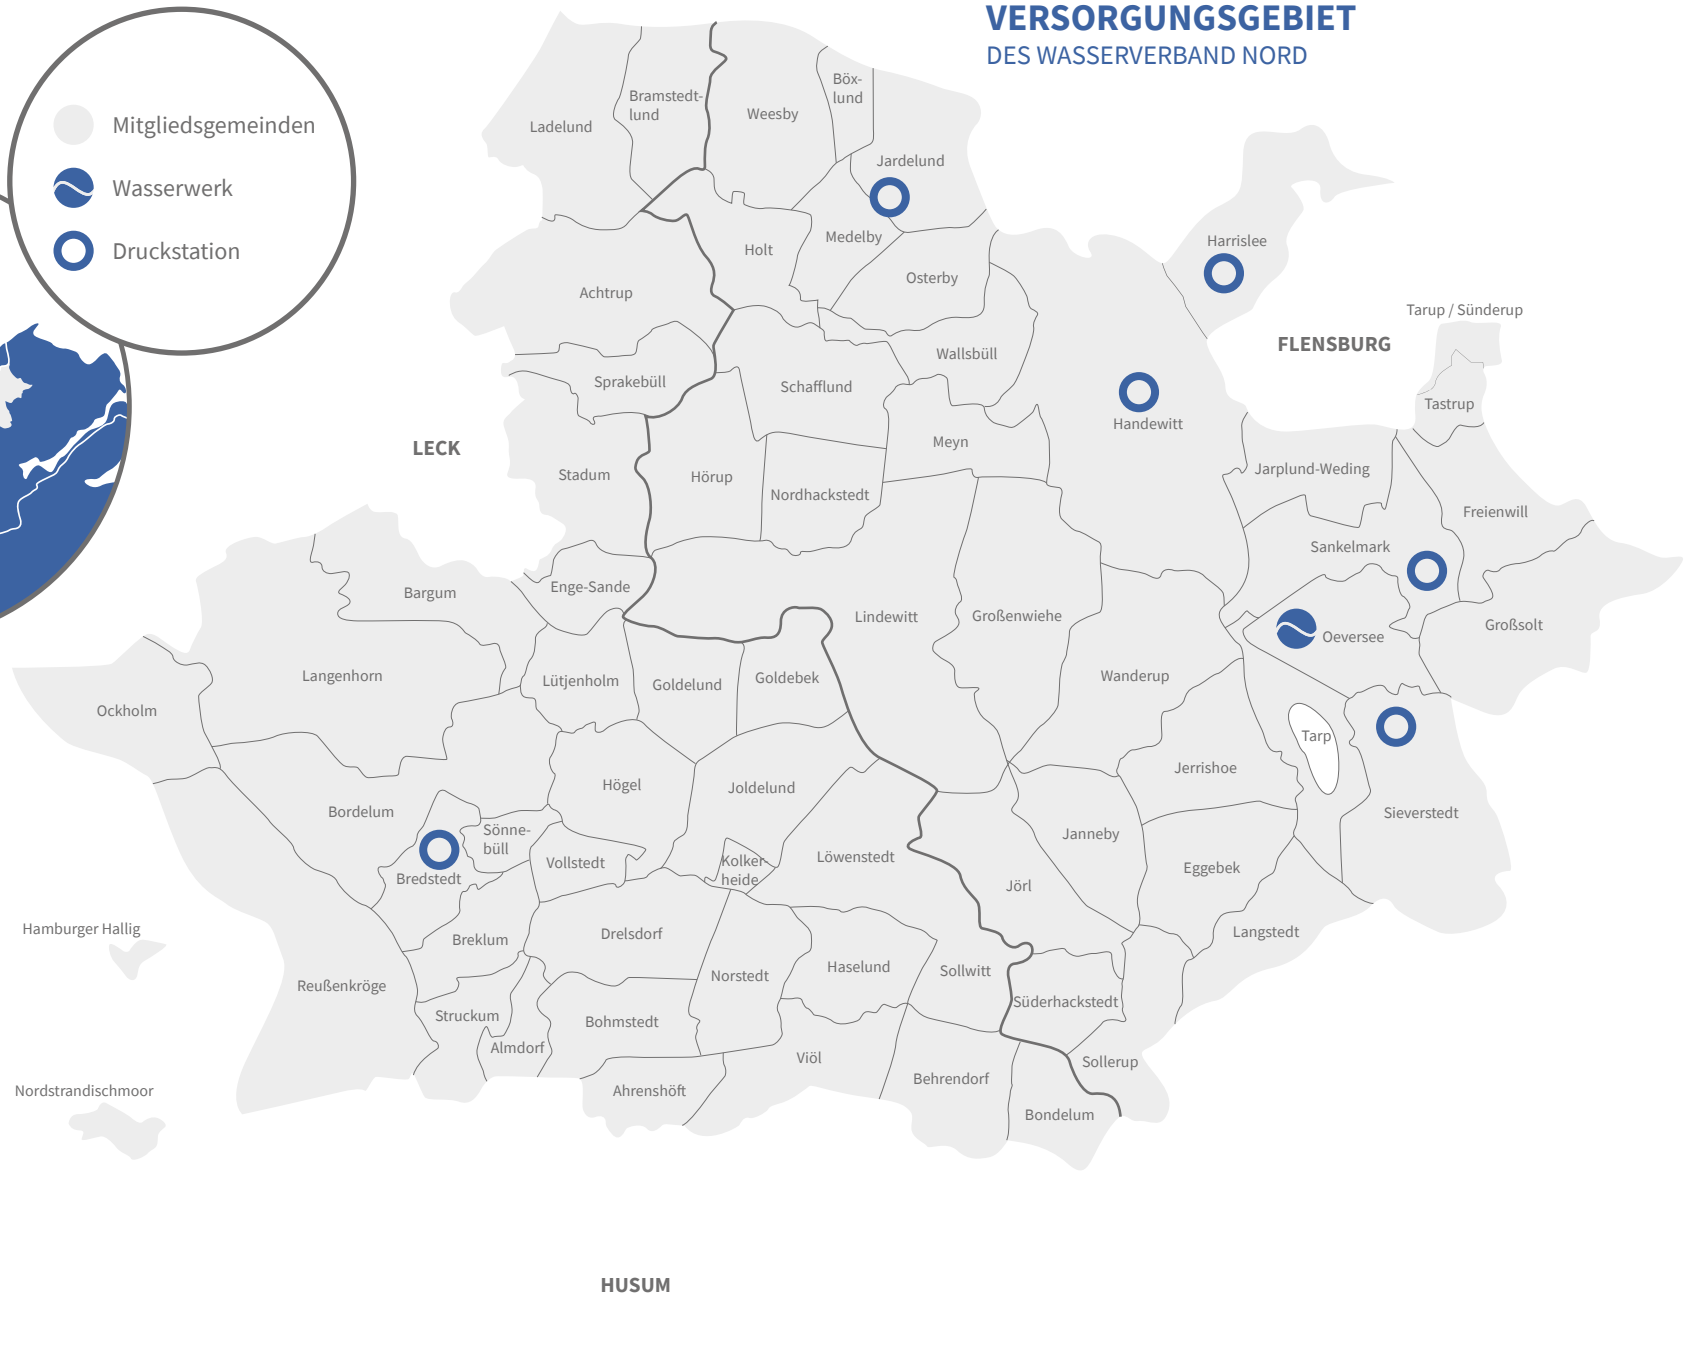 VERSORGUNGSGEBIET
DES WASSERVERBAND NORD
Mitgliedsgemeinden
Wasserwerk
Druckstation
Ladelund
Bramstedt-
lund
Weesby
Böx-
lund
Jardelund
Medelby
Holt
Osterby
Harrislee
Achtrup
Tarup / Sünderup
FLENSBURG
Wallsbüll
Sprakebüll
Schafflund
Tastrup
Handewitt
LECK
Meyn
Stadum
Hörup
Nordhackstedt
Jarplund-Weding
Freienwill
Sankelmark
Enge-Sande
Bargum
Lindewitt
Großenwiehe
Großsolt
Oeversee
Langenhorn
Lütjenholm
Goldelund
Goldebek
Wanderup
Ockholm
Tarp
Jerrishoe
Högel
Joldelund
Bordelum
Sieverstedt
Sönne-
büll
Janneby
Vollstedt
Kolker-
heide
Löwenstedt
Eggebek
Bredstedt
Jörl
Hamburger Hallig
Breklum
Drelsdorf
Langstedt
Haselund
Sollwitt
Norstedt
Reußenkröge
Süderhackstedt
Struckum
Bohmstedt
Almdorf
Viöl
Sollerup
Behrendorf
Nordstrandischmoor
Ahrenshöft
Bondelum
HUSUM